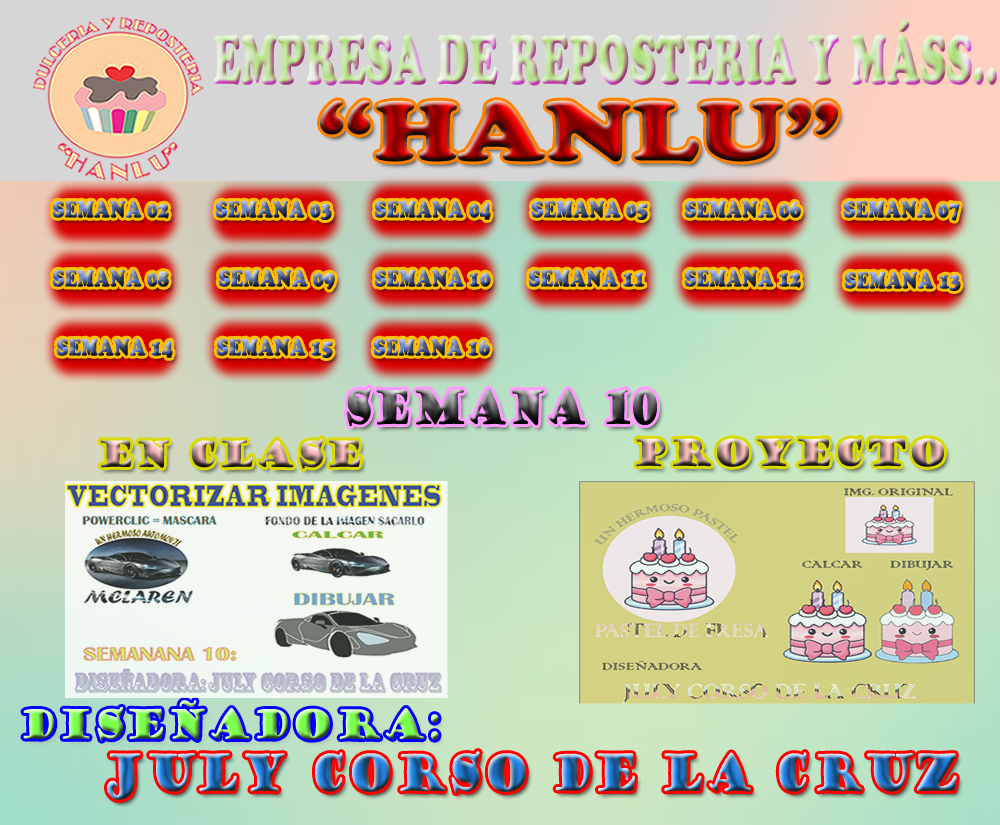 DULCERIA Y REPOSTERIA
"HANLU"
EMPRESA DE REPOSTERIA Y MÁSS..
“HANLU”
SEMANA 02 SEMANA 03 SEMANA 04 SEMANA 05 SEMANA 06 SEMANA 07
SEMANA 08 SEMANA 09 SEMANA 10 SEMANA 11 SEMANA 12 SEMANA 13
SEMANA 14 SEMANA 15 SEMANA 16
SEMANA 10
EN CLASE
VECTORIZAR IMAGENES
POWERCLIC = MASCARA
UN HERMOSO AUTOMOVIL
MCLAREN
FONDO DE LA IMAGEN SACARLO
CALCAR
DIBUJAR
SEMANANA 10:
DISEÑADORA: JULY CORSO DE LA CRUZ
PROYECTO
UN HERMOSO PASTEL
PASTEL DE FRESA
IMG. ORIGINAL
CALCAR DIBUJAR
DISEÑADORA
JULY CORSO DE LA CRUZ
DISEÑADORA:
JULY CORSO DE LA CRUZ